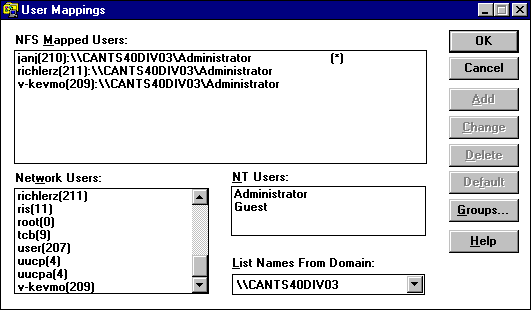 User Mappings
NFS Mapped Users:
janj(210):\\CANTS40DIV03\Administrator (*)
richlerz(211):\\CANTS40DIV03\Administrator
v-kevmo(209):\\CANTS40DIV03\Administrator
OK
Cancel
Add
Change
Delete
Default
Groups...
Help
Network Users:
richlerz(211)
ris(11)
root(0)
tcb(9)
user(207)
uucp(4)
uucpa(4)
v-kevmo(209)
NT Users:
Administrator
Guest
List Names From Domain:
\\CANTS40DIV03